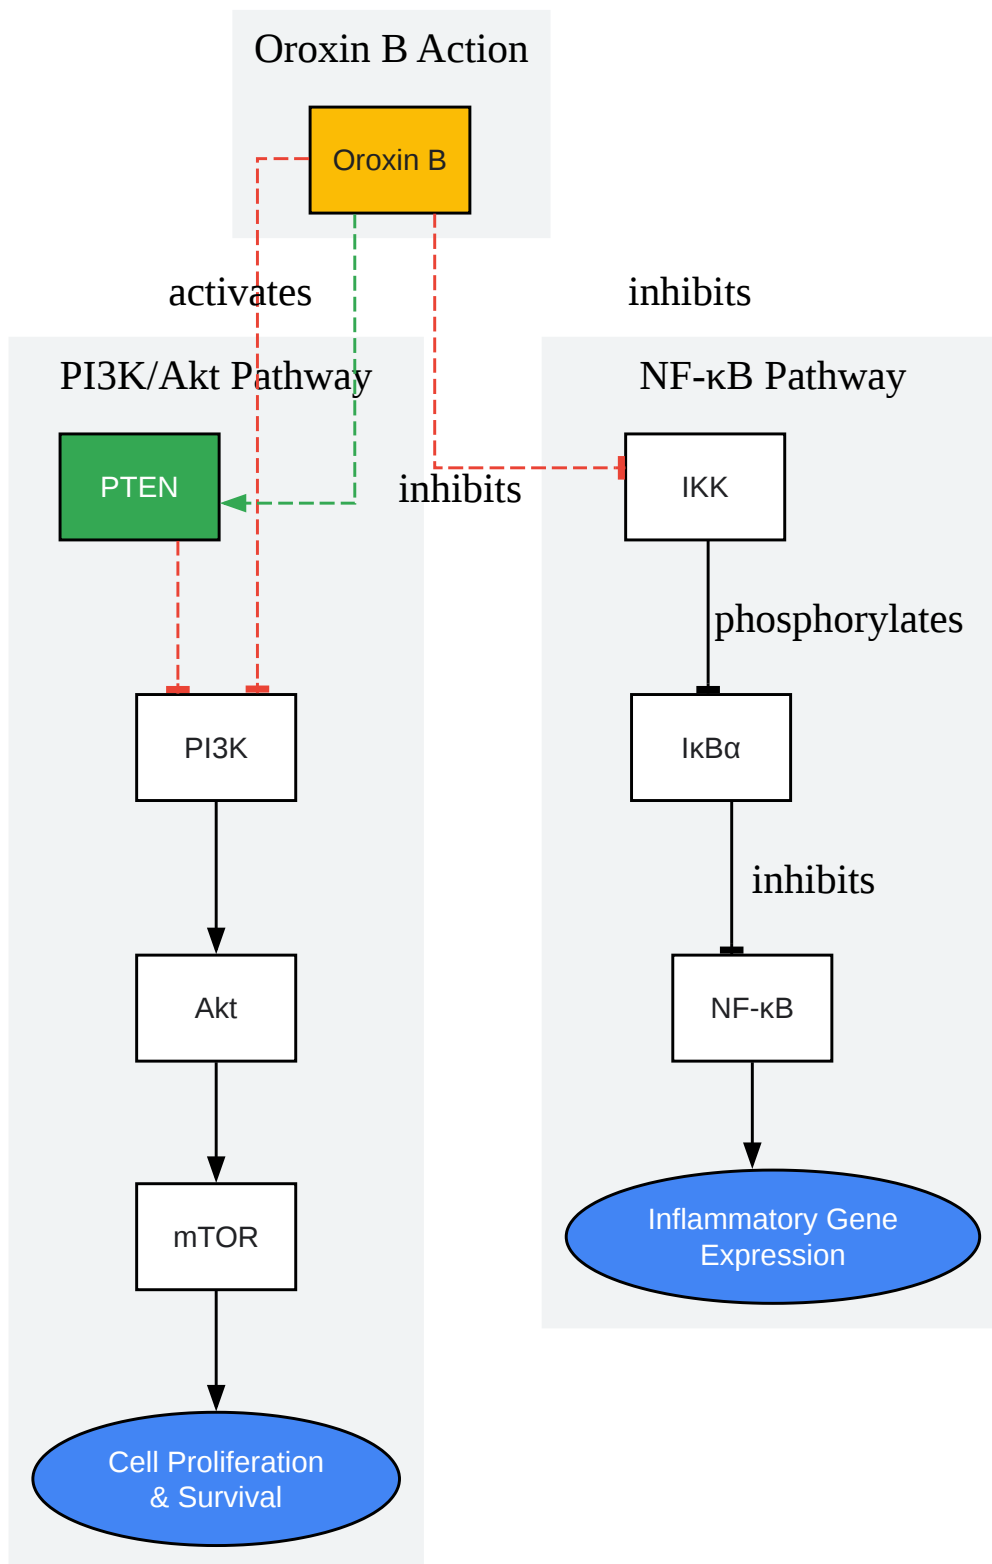 Oroxin B Action
Oroxin B
activates
inhibits
PI3K/Akt Pathway
NF-κB Pathway
PTEN
inhibits
IKK
phosphorylates
PI3K
IκBα
inhibits
Akt
NF-κB
mTOR
Inflammatory Gene
Expression
Cell Proliferation
& Survival